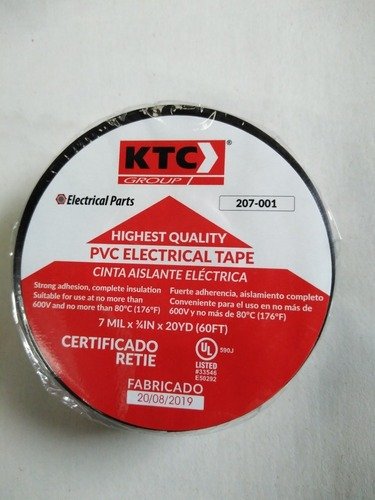 KTC
®
GROUP
Electrical Parts
207-001
HIGHEST QUALITY
PVC ELECTRICAL TAPE
CINTA AISLANTE ELÉCTRICA
Strong adhesion, complete insulation
Suitable for use at no more than
600V and no more than 80°C (176°F)
Fuerte adherencia, aislamiento completo
Conveniente para el uso en no más de
600V y no más de 80°C (176°F)
7 MIL x ¾IN x 20YD (60FT)
CERTIFICADO
RETIE
UL
®
590J
LISTED
#33546
E50292
FABRICADO
20/08/2019